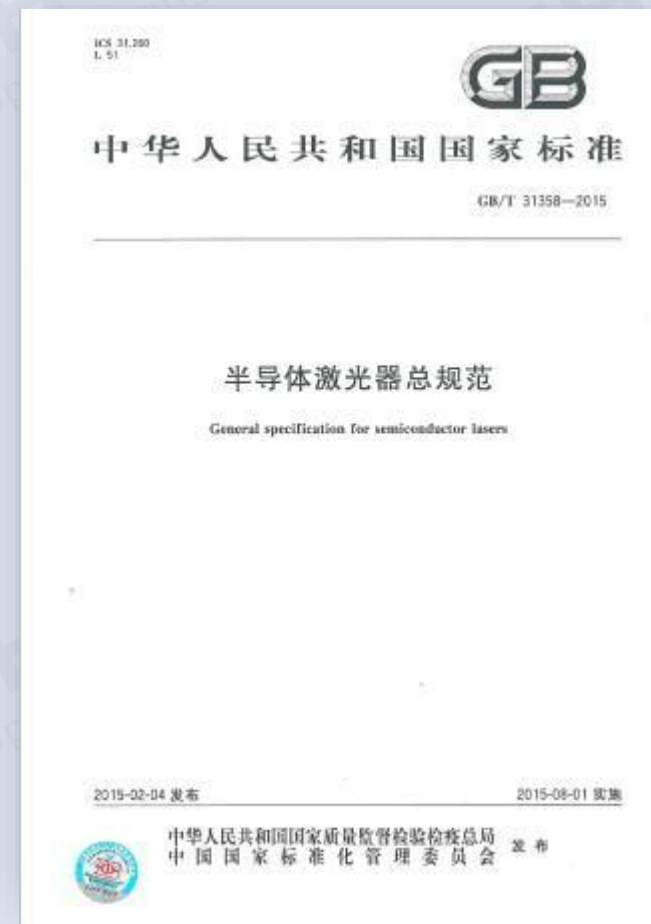 ICS 31.260
L 51
GB
中华人民共和国国家标准
GB/T 31358—2015
半导体激光器总规范
General specification for semiconductor lasers
2015-02-04 发布
2015-08-01 实施
中华人民共和国国家质量监督检验检疫总局
中国国家标准化管理委员会
发布